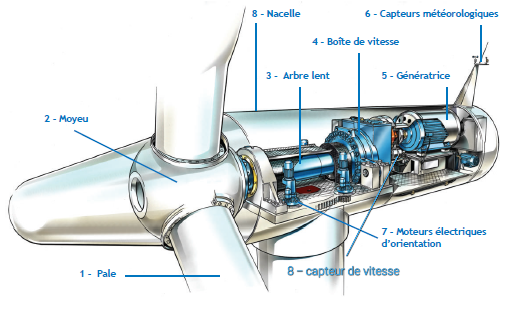 8 - Nacelle
6 - Capteurs météorologiques
4 - Boîte de vitesse
3 - Arbre lent
5 - Génératrice
2 - Moyeu
7 - Moteurs électriques
d'orientation
1 - Pale
8 – capteur de vitesse